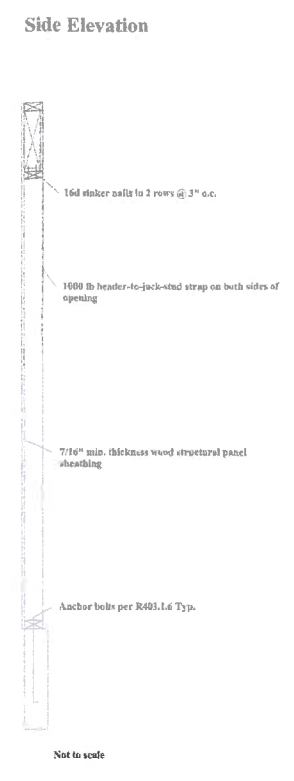 Side Elevation
16d sinker nails in 2 rows @ 3" o.c.
1000 lb header-to-jack-stud strap on both sides of
opening
7/16" min. thickness wood structural panel
sheathing
Anchor bolts per R403.1.6 Typ.
Not to scale